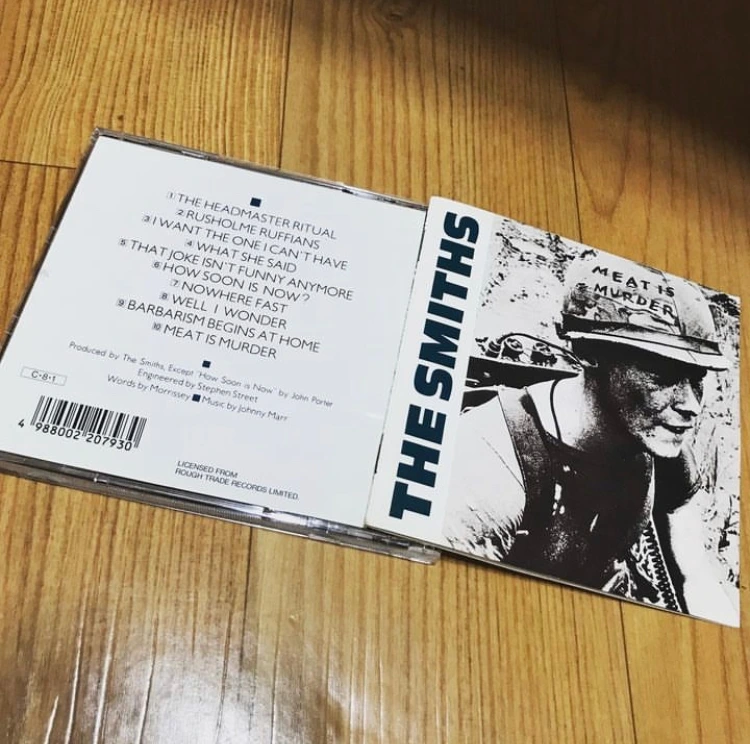 1 THE HEADMASTER RITUAL
2 RUSHOLME RUFFIANS
3 I WANT THE ONE I CAN'T HAVE
4 WHAT SHE SAID
5 THAT JOKE ISN'T FUNNY ANYMORE
6 HOW SOON IS NOW?
7 NOWHERE FAST
8 WELL I WONDER
9 BARBARISM BEGINS AT HOME
10 MEAT IS MURDER
Produced by The Smiths, Except 'How Soon is Now' by John Porter
Engineered by Stephen Street
Words by Morrissey ■ Music by Johnny Marr
C-8-1
4 988002 207930
LICENSED FROM
ROUGH TRADE RECORDS LIMITED.
THE SMITHS
MEAT IS
MURDER